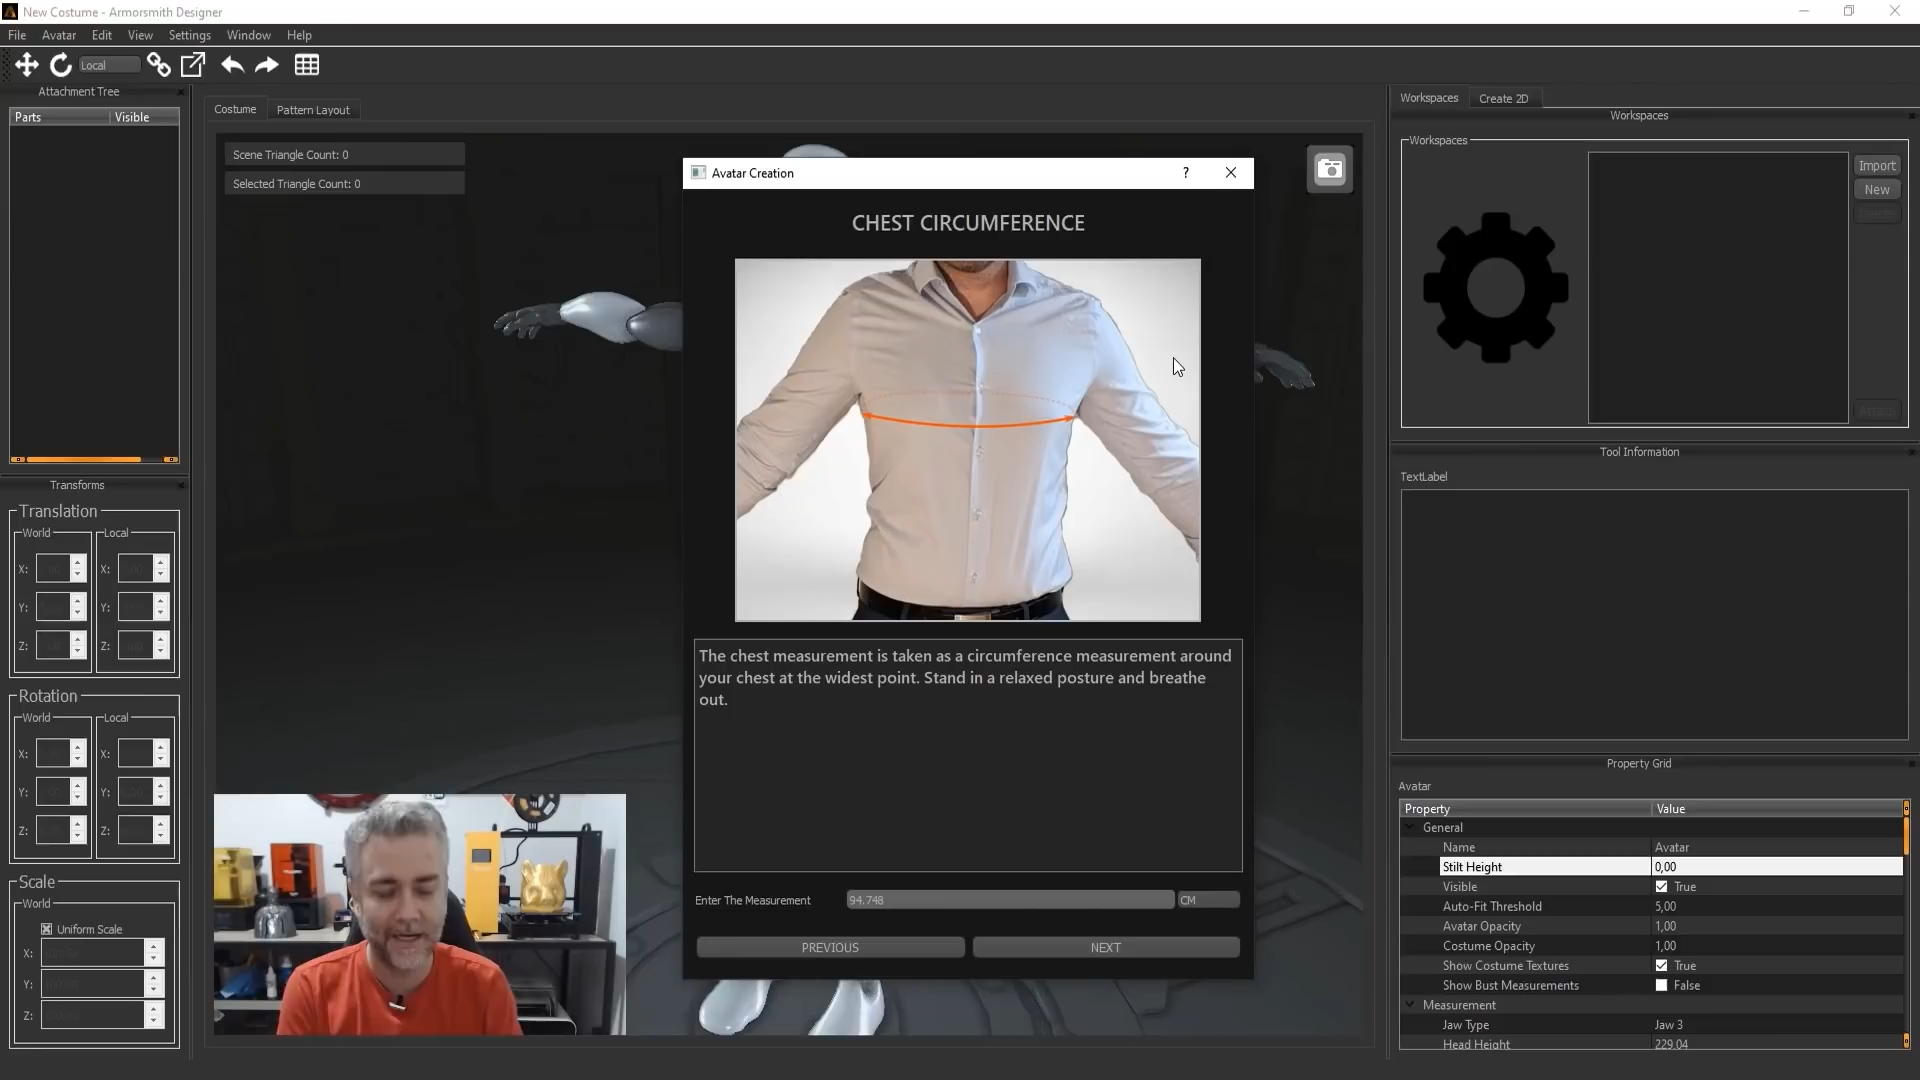 New Costume - Armorsmith Designer
File Avatar Edit View Settings Window Help
Local
Attachment Tree
Parts Visible
Transforms
Translation
World Local
X: X:
Y: Y:
Z: Z:
Rotation
World Local
X: X:
Y: Y:
Z: Z:
Scale
World
Uniform Scale
X:
Y:
Z:
Costume Pattern Layout
Scene Triangle Count: 0
Selected Triangle Count: 0
Avatar Creation ?
CHEST CIRCUMFERENCE
The chest measurement is taken as a circumference measurement around
your chest at the widest point. Stand in a relaxed posture and breathe
out.
Enter The Measurement 94.748 CM
PREVIOUS NEXT
Workspaces Create 2D
Workspaces
Workspaces
Import
New
Attach
Tool Information
TextLabel
Property Grid
Avatar
Property Value
General
Name Avatar
Stilt Height 0,00
Visible True
Auto-Fit Threshold 5,00
Avatar Opacity 1,00
Costume Opacity 1,00
Show Costume Textures True
Show Bust Measurements False
Measurement
Jaw Type Jaw 3
Head Height 229.04